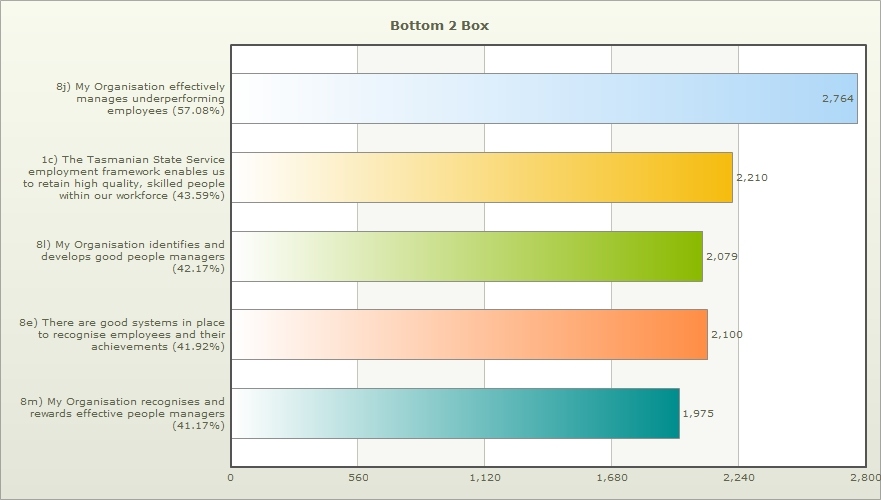 Bottom 2 Box
8j) My Organisation effectively
manages underperforming
employees (57.08%)
2,764
1c) The Tasmanian State Service
employment framework enables us
to retain high quality, skilled people
within our workforce (43.59%)
2,210
8l) My Organisation identifies and
develops good people managers
(42.17%)
2,079
8e) There are good systems in place
to recognise employees and their
achievements (41.92%)
2,100
8m) My Organisation recognises and
rewards effective people managers
(41.17%)
1,975
0 560 1,120 1,680 2,240 2,800